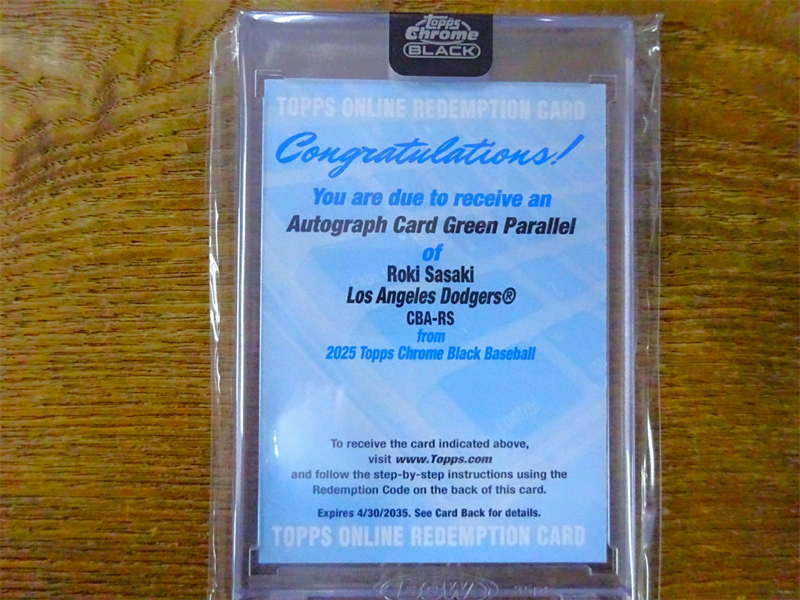 Topps
Chrome
BLACK
TOPPS ONLINE REDEMPTION CARD
Congratulations!
You are due to receive an
Autograph Card Green Parallel
of
Roki Sasaki
Los Angeles Dodgers®
CBA-RS
from
2025 Topps Chrome Black Baseball
control
To receive the card indicated above,
visit www.Topps.com
and follow the step-by-step instructions using the
Redemption Code on the back of this card.
Expires 4/30/2035. See Card Back for details.
TOPPS ONLINE REDEMPTION CARD
BCW